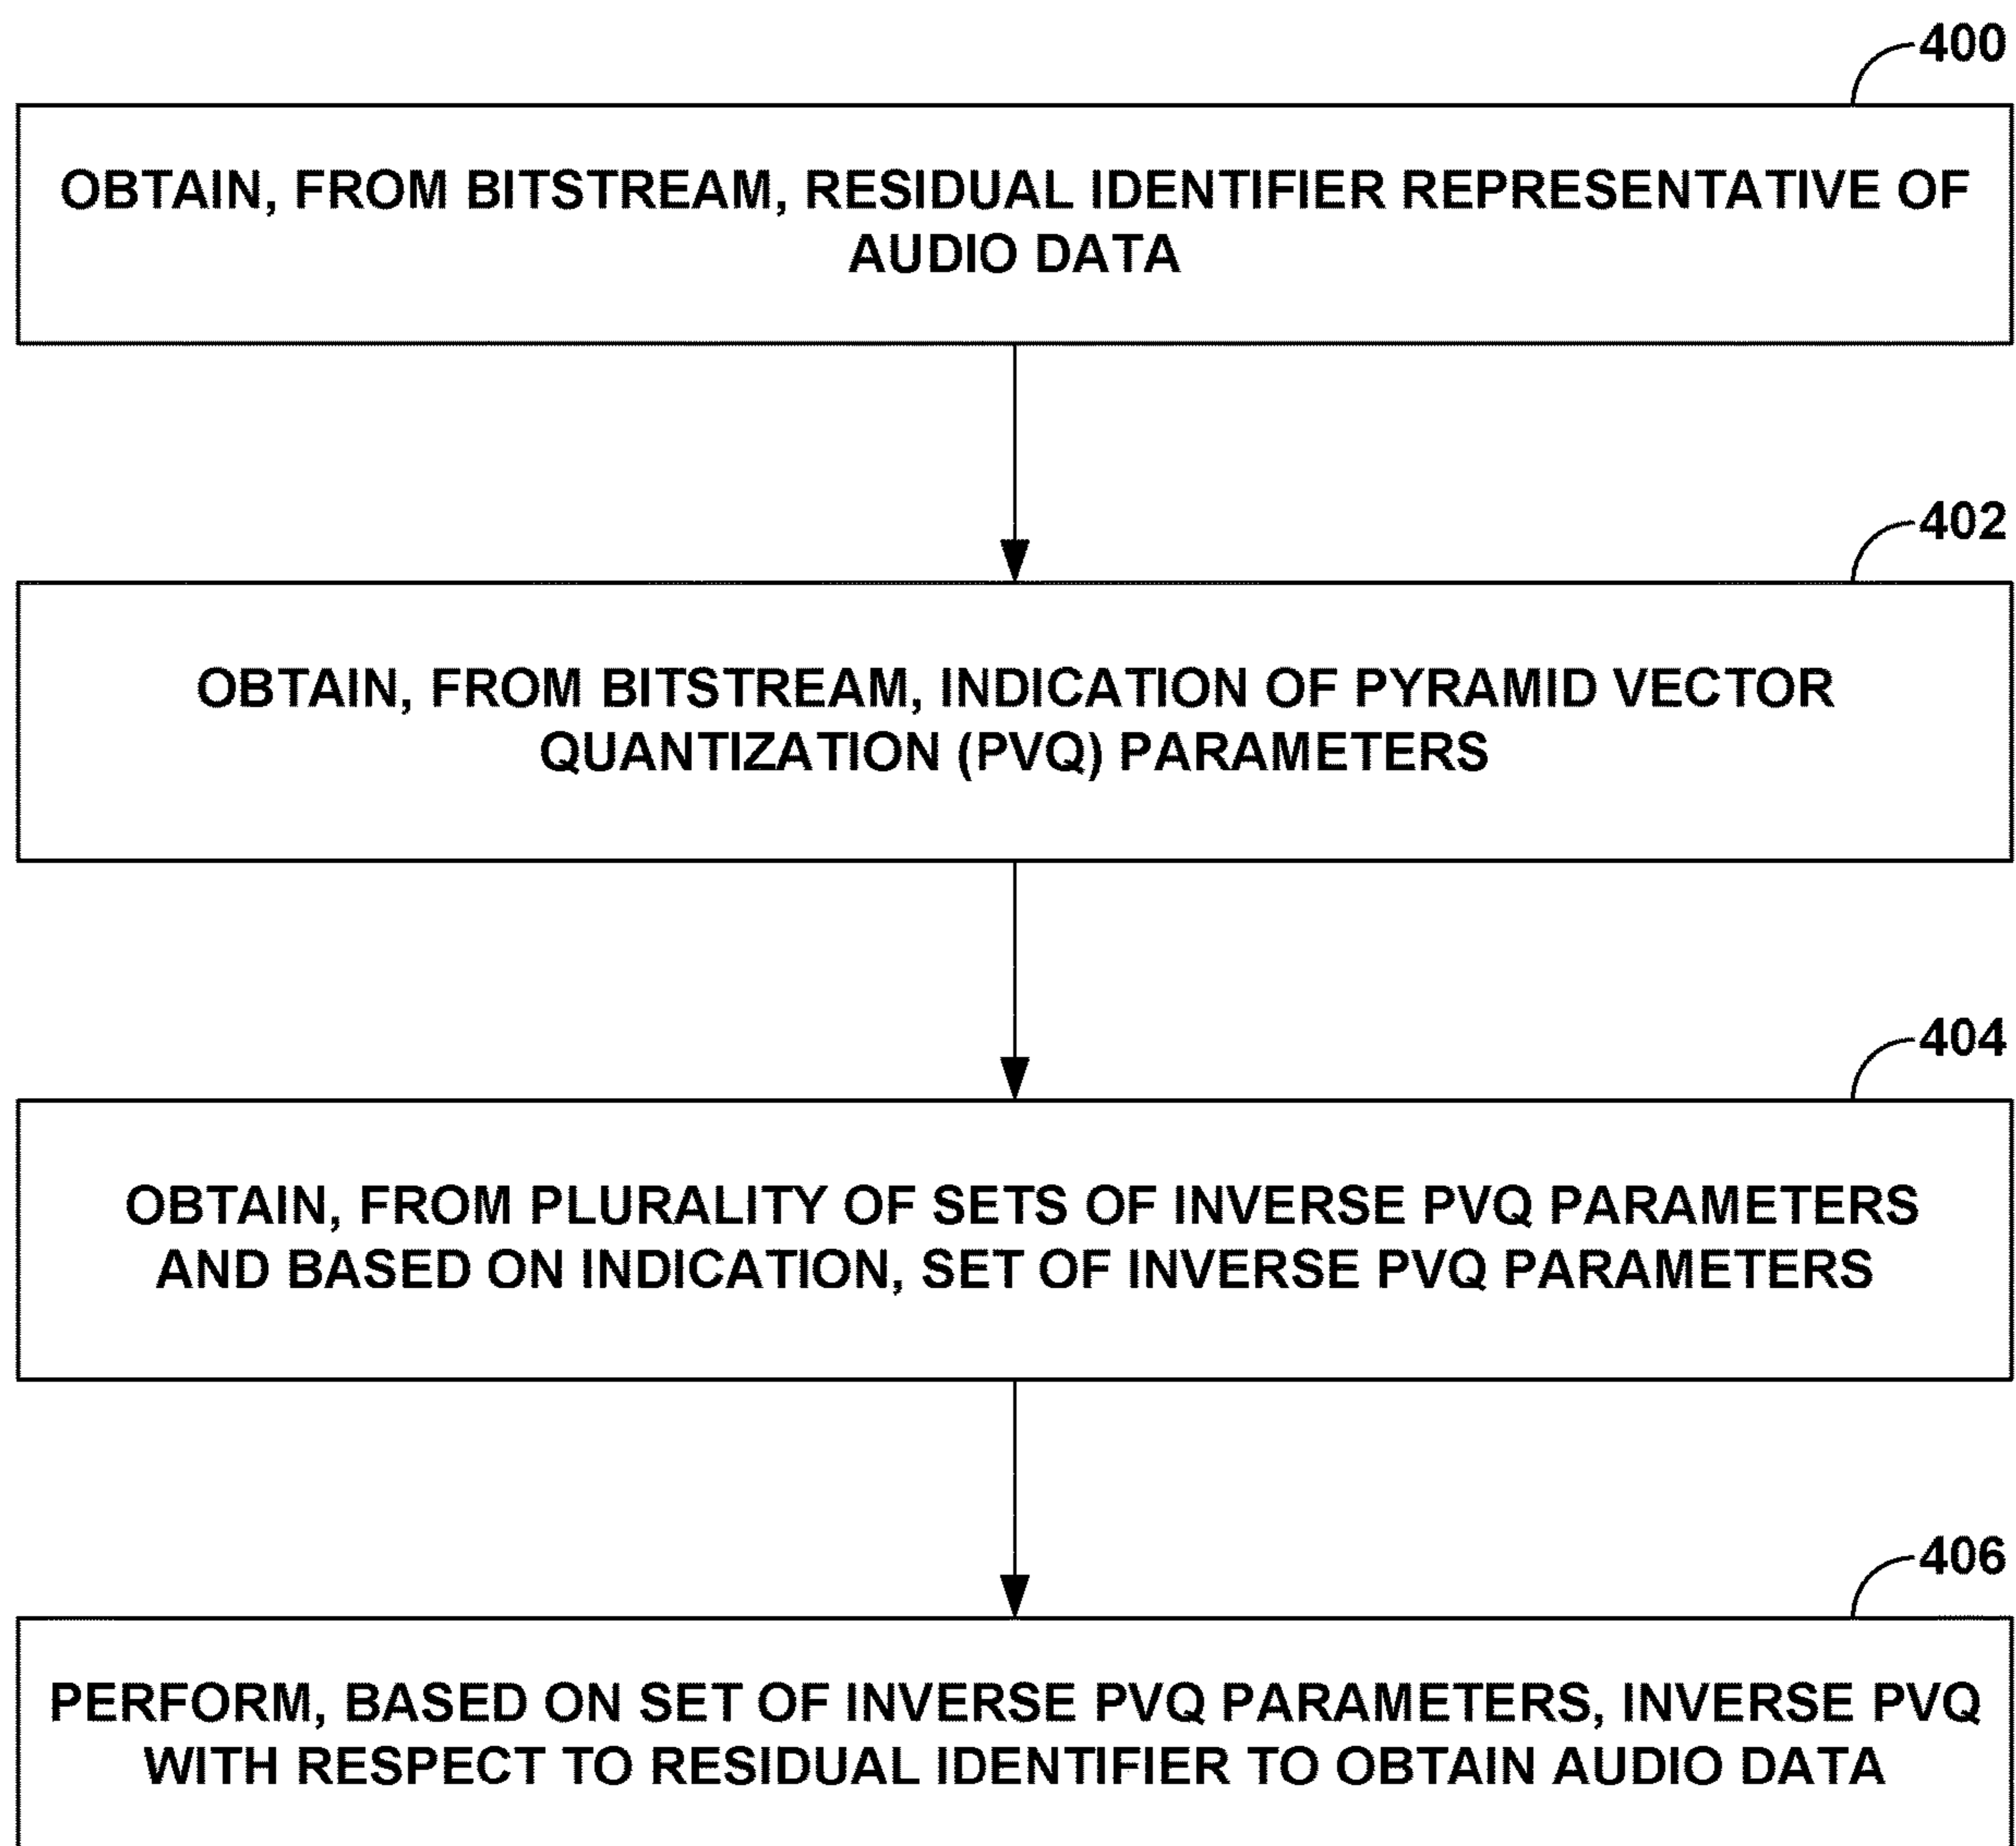 400
OBTAIN, FROM BITSTREAM, RESIDUAL IDENTIFIER REPRESENTATIVE OF
AUDIO DATA
402
OBTAIN, FROM BITSTREAM, INDICATION OF PYRAMID VECTOR
QUANTIZATION (PVQ) PARAMETERS
404
OBTAIN, FROM PLURALITY OF SETS OF INVERSE PVQ PARAMETERS
AND BASED ON INDICATION, SET OF INVERSE PVQ PARAMETERS
406
PERFORM, BASED ON SET OF INVERSE PVQ PARAMETERS, INVERSE PVQ
WITH RESPECT TO RESIDUAL IDENTIFIER TO OBTAIN AUDIO DATA